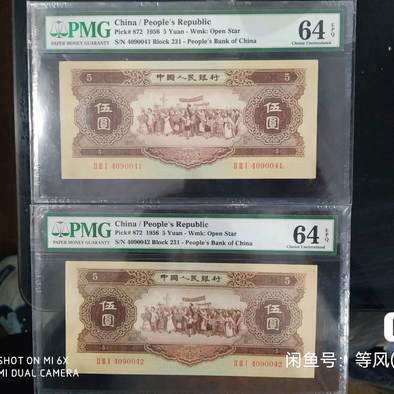 PMG
PAPER MONEY GUARANTY
China / People's Republic
Pick# 872 1956 5 Yuan - Wmk: Open Star
S/N 4090041 Block 231 - People's Bank of China
64 EPQ
Choice Uncirculated
5 中國人民銀行 5
伍圓 伍圓
4090041 4090041
PMG
PAPER MONEY GUARANTY
China / People's Republic
Pick# 872 1956 5 Yuan - Wmk: Open Star
S/N 4090042 Block 231 - People's Bank of China
64 EPQ
Choice Uncirculated
5 中國人民銀行 5
伍圓 伍圓
4090042 4090042
闲鱼号：等风(
SHOT ON MI 6X
MI DUAL CAMERA